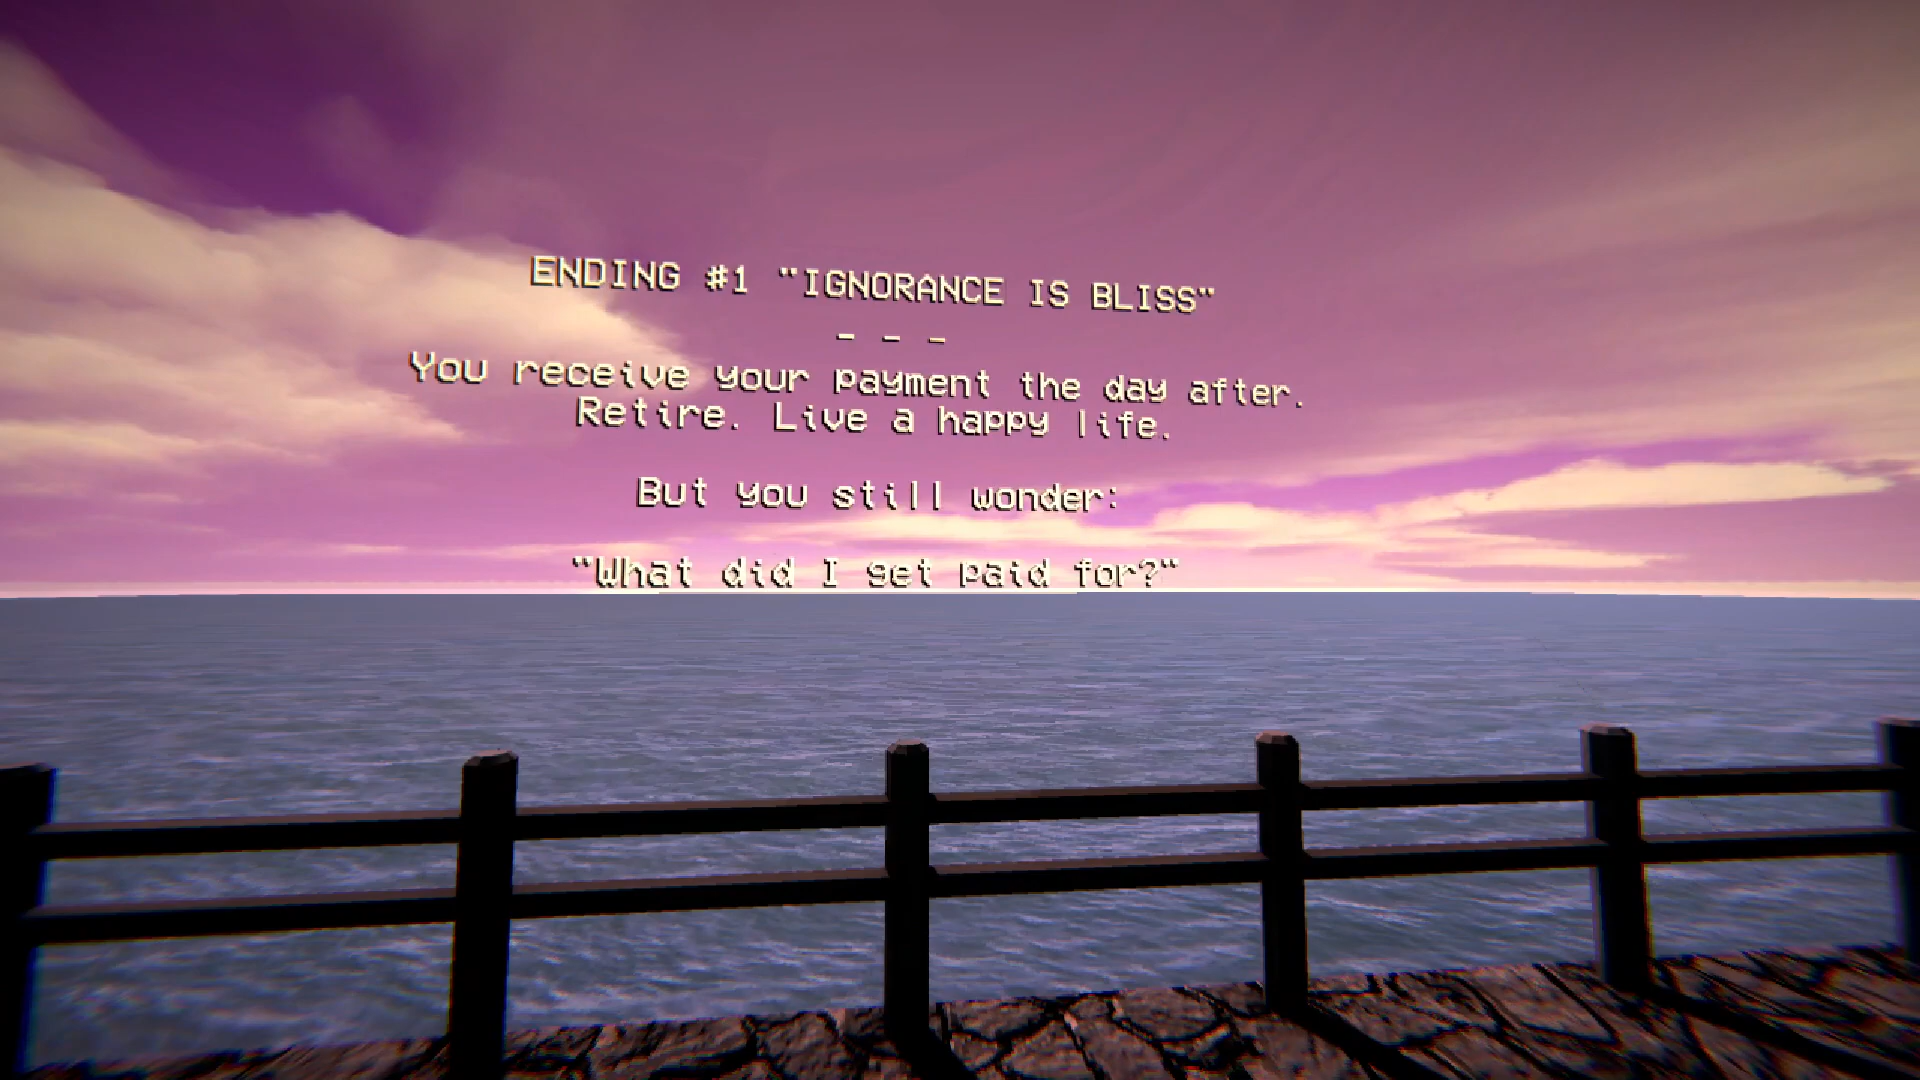 ENDING #1 "IGNORANCE IS BLISS"
- - -
You receive your payment the day after.
Retire. Live a happy life.
But you still wonder:
"What did I get paid for?"